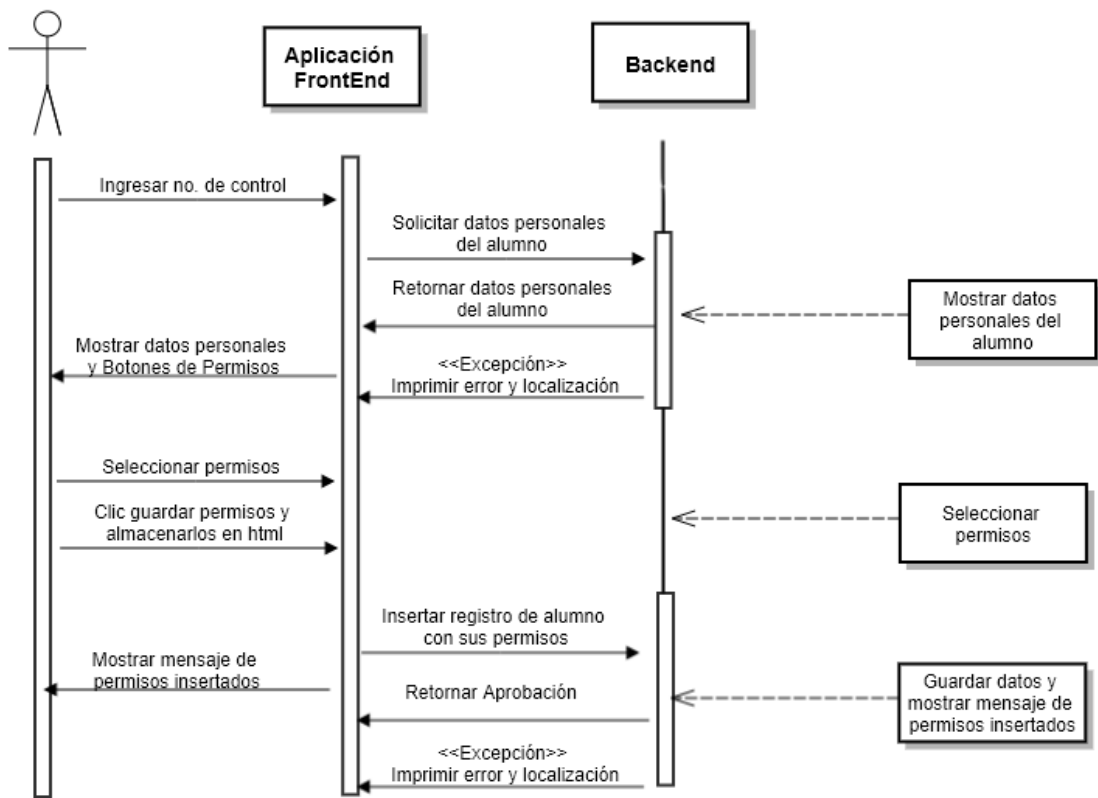 Aplicación
FrontEnd
Backend
Ingresar no. de control
Solicitar datos personales
del alumno
Retornar datos personales
del alumno
Mostrar datos
personales del
alumno
Mostrar datos personales
y Botones de Permisos
<<Excepción>>
Imprimir error y localización
Seleccionar permisos
Clic guardar permisos y
almacenarlos en html
Seleccionar
permisos
Insertar registro de alumno
con sus permisos
Mostrar mensaje de
permisos insertados
Retornar Aprobación
Guardar datos y
mostrar mensaje de
permisos insertados
<<Excepción>>
Imprimir error y localización